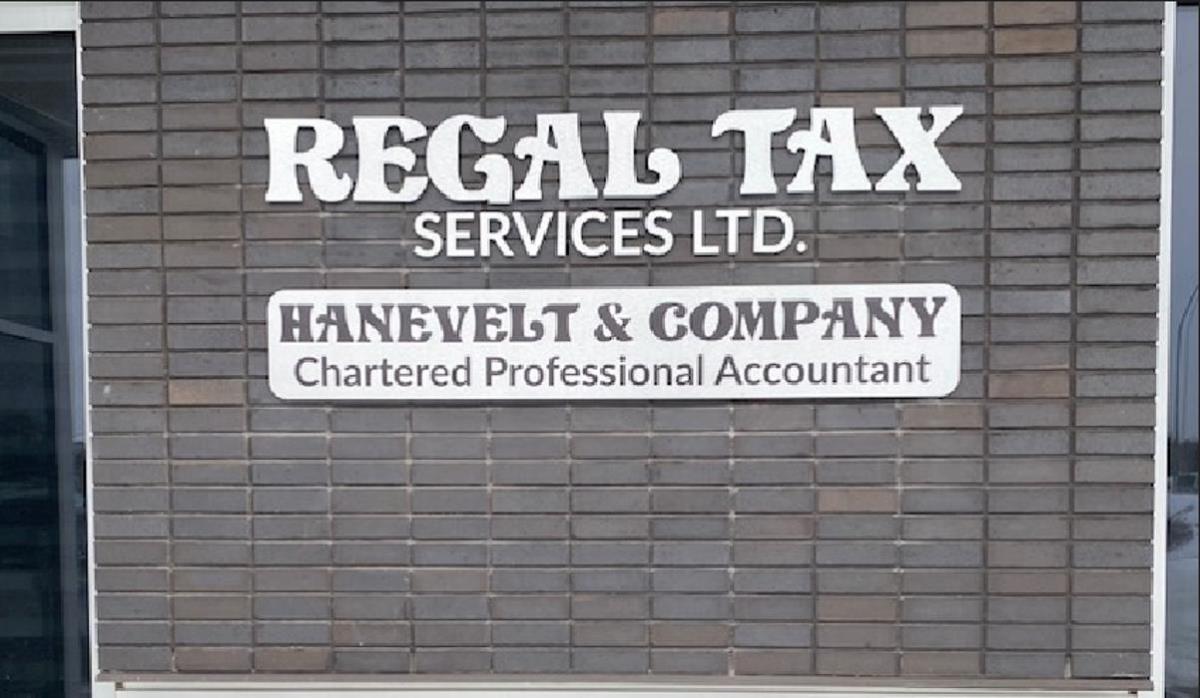 REGAL TAX
SERVICES LTD.
HANEVELT & COMPANY
Chartered Professional Accountant